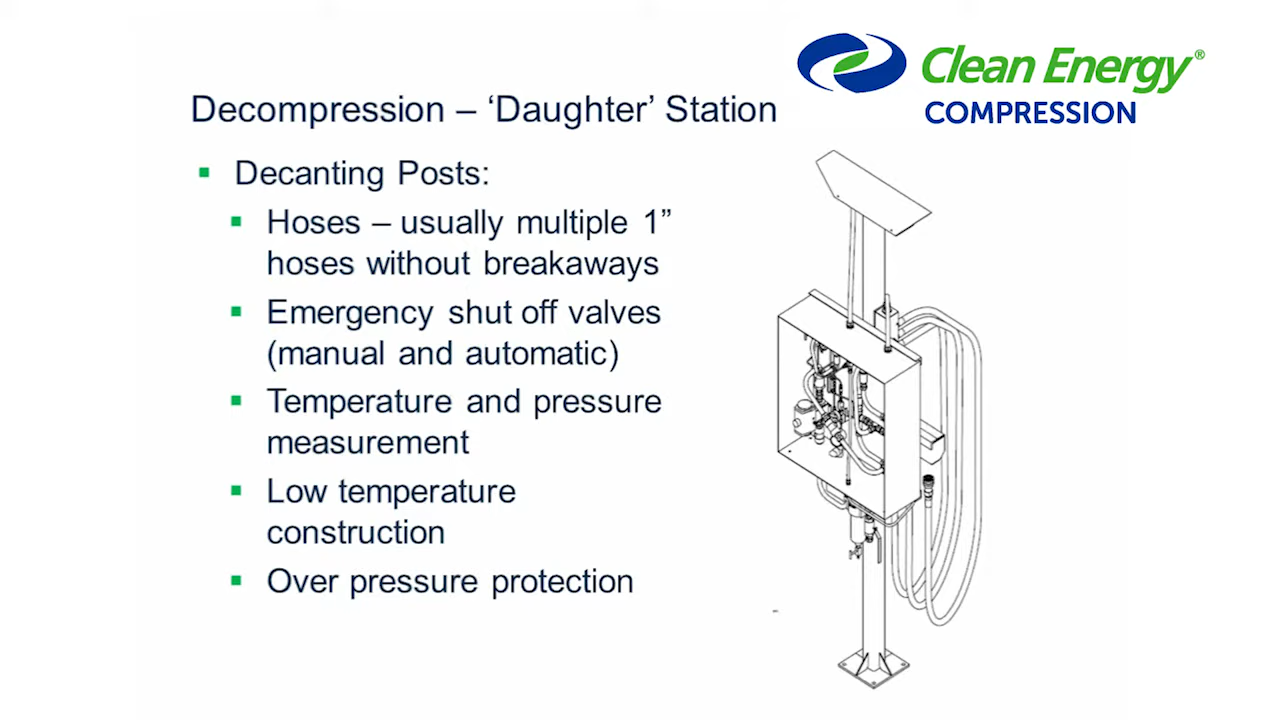 Clean Energy®
COMPRESSION
Decompression – ‘Daughter’ Station
▪ Decanting Posts:
▪ Hoses – usually multiple 1”
hoses without breakaways
▪ Emergency shut off valves
(manual and automatic)
▪ Temperature and pressure
measurement
▪ Low temperature
construction
▪ Over pressure protection